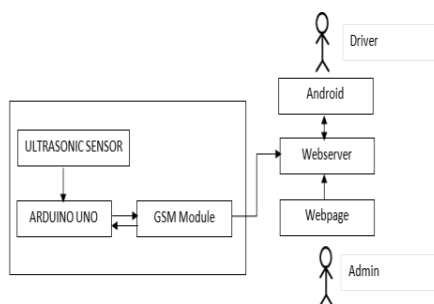 Driver
Android
ULTRASONIC SENSOR
Webserver
ARDUINO UNO
GSM Module
Webpage
Admin